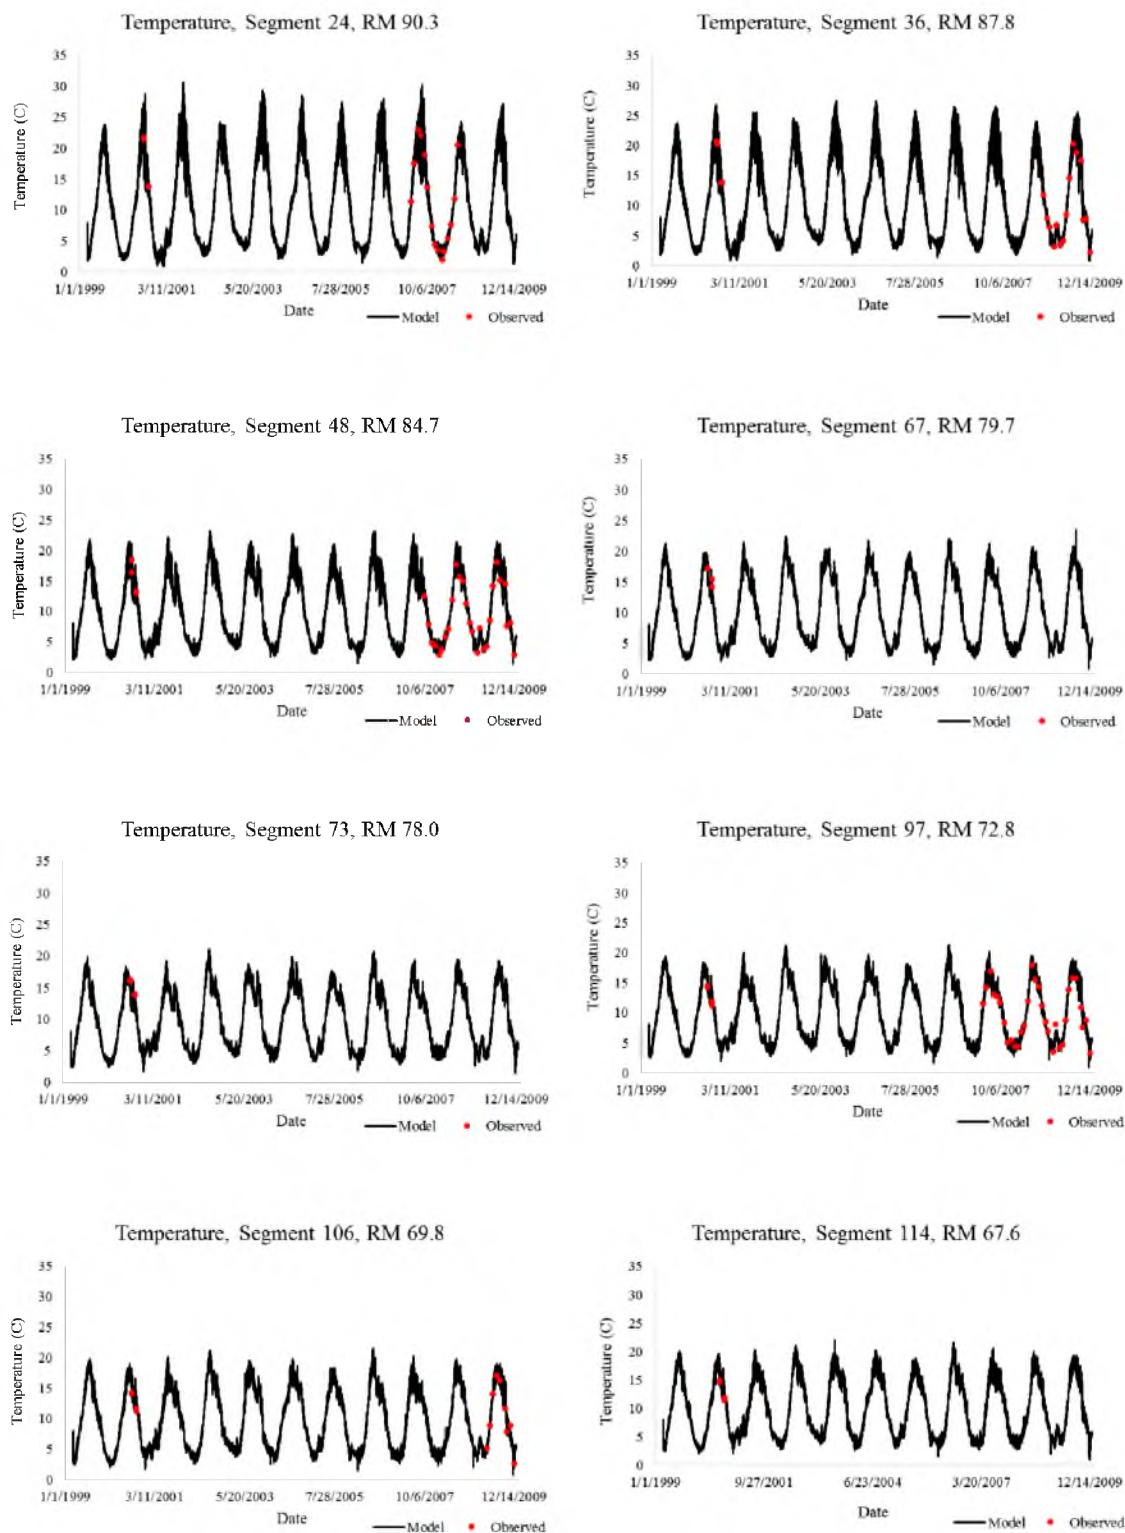 Temperature, Segment 24, RM 90.3
Temperature (C)
35
30
25
20
15
10
5
0
1/1/1999 3/11/2001 5/20/2003 7/28/2005 10/6/2007 12/14/2009
Date
Model Observed
Temperature, Segment 36, RM 87.8
Temperature (C)
35
30
25
20
15
10
5
0
1/1/1999 3/11/2001 5/20/2003 7/28/2005 10/6/2007 12/14/2009
Date
Model Observed
Temperature, Segment 48, RM 84.7
Temperature (C)
35
30
25
20
15
10
5
0
1/1/1999 3/11/2001 5/20/2003 7/28/2005 10/6/2007 12/14/2009
Date
Model Observed
Temperature, Segment 67, RM 79.7
Temperature (C)
35
30
25
20
15
10
5
0
1/1/1999 3/11/2001 5/20/2003 7/28/2005 10/6/2007 12/14/2009
Date
Model Observed
Temperature, Segment 73, RM 78.0
Temperature (C)
35
30
25
20
15
10
5
0
1/1/1999 3/11/2001 5/20/2003 7/28/2005 10/6/2007 12/14/2009
Date
Model Observed
Temperature, Segment 97, RM 72.8
Temperature (C)
35
30
25
20
15
10
5
0
1/1/1999 3/11/2001 5/20/2003 7/28/2005 10/6/2007 12/14/2009
Date
Model Observed
Temperature, Segment 106, RM 69.8
Temperature (C)
35
30
25
20
15
10
5
0
1/1/1999 3/11/2001 5/20/2003 7/28/2005 10/6/2007 12/14/2009
Date
Model Observed
Temperature, Segment 114, RM 67.6
Temperature (C)
35
30
25
20
15
10
5
0
1/1/1999 9/27/2001 6/23/2004 3/20/2007 12/14/2009
Date
Model Observed